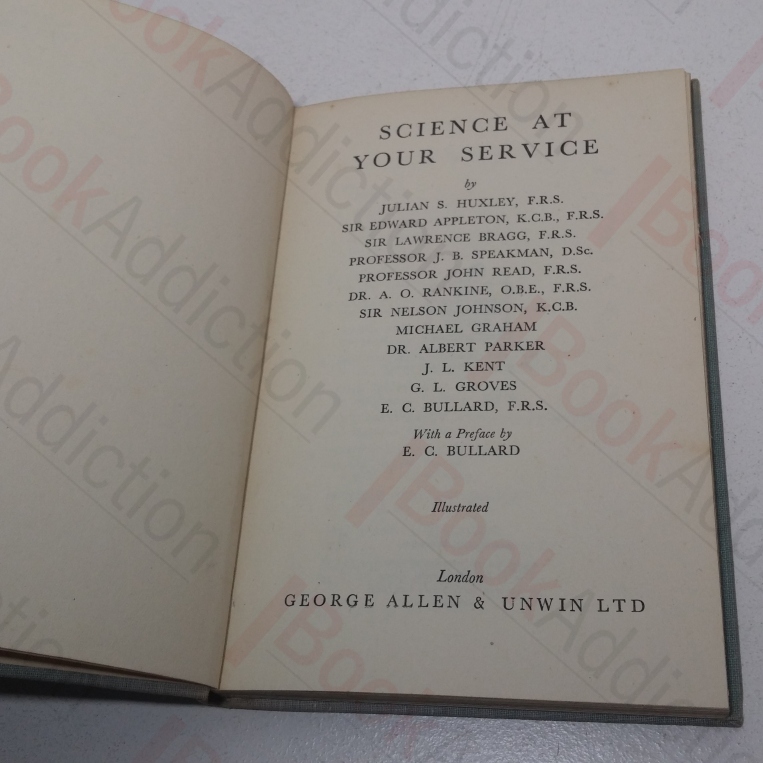 SCIENCE AT
YOUR SERVICE
by
JULIAN S. HUXLEY, F.R.S.
SIR EDWARD APPLETON, K.C.B., F.R.S.
SIR LAWRENCE BRAGG, F.R.S.
PROFESSOR J. B. SPEAKMAN, D.Sc.
PROFESSOR JOHN READ, F.R.S.
DR. A. O. RANKINE, O.B.E., F.R.S.
SIR NELSON JOHNSON, K.C.B.
MICHAEL GRAHAM
DR. ALBERT PARKER
J. L. KENT
G. L. GROVES
E. C. BULLARD, F.R.S.
With a Preface by
E. C. BULLARD
Illustrated
London
GEORGE ALLEN & UNWIN LTD
BookAddiction